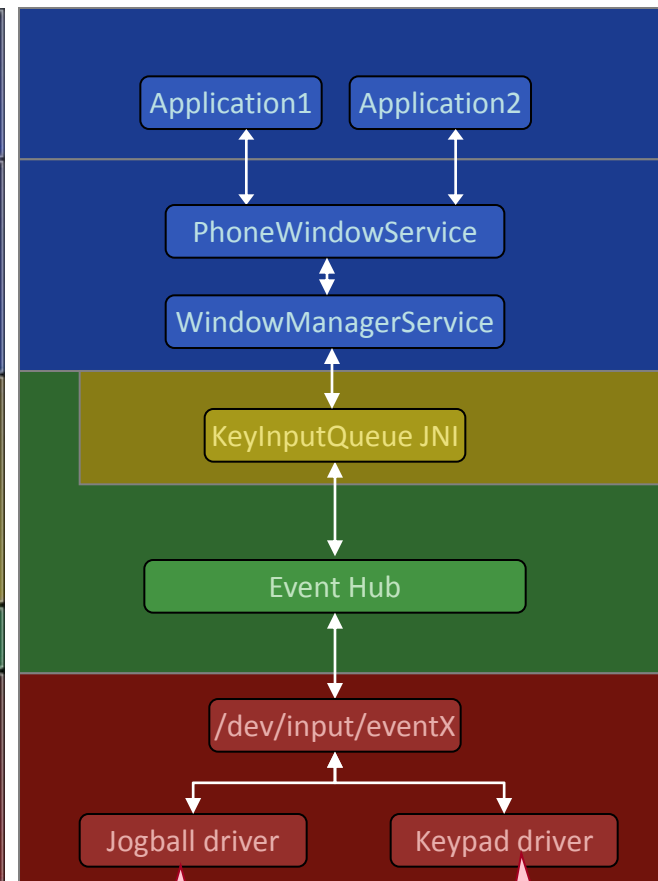 Application1
Application2
PhoneWindowService
WindowManagerService
KeyInputQueue JNI
Event Hub
/dev/input/eventX
Jogball driver
Keypad driver